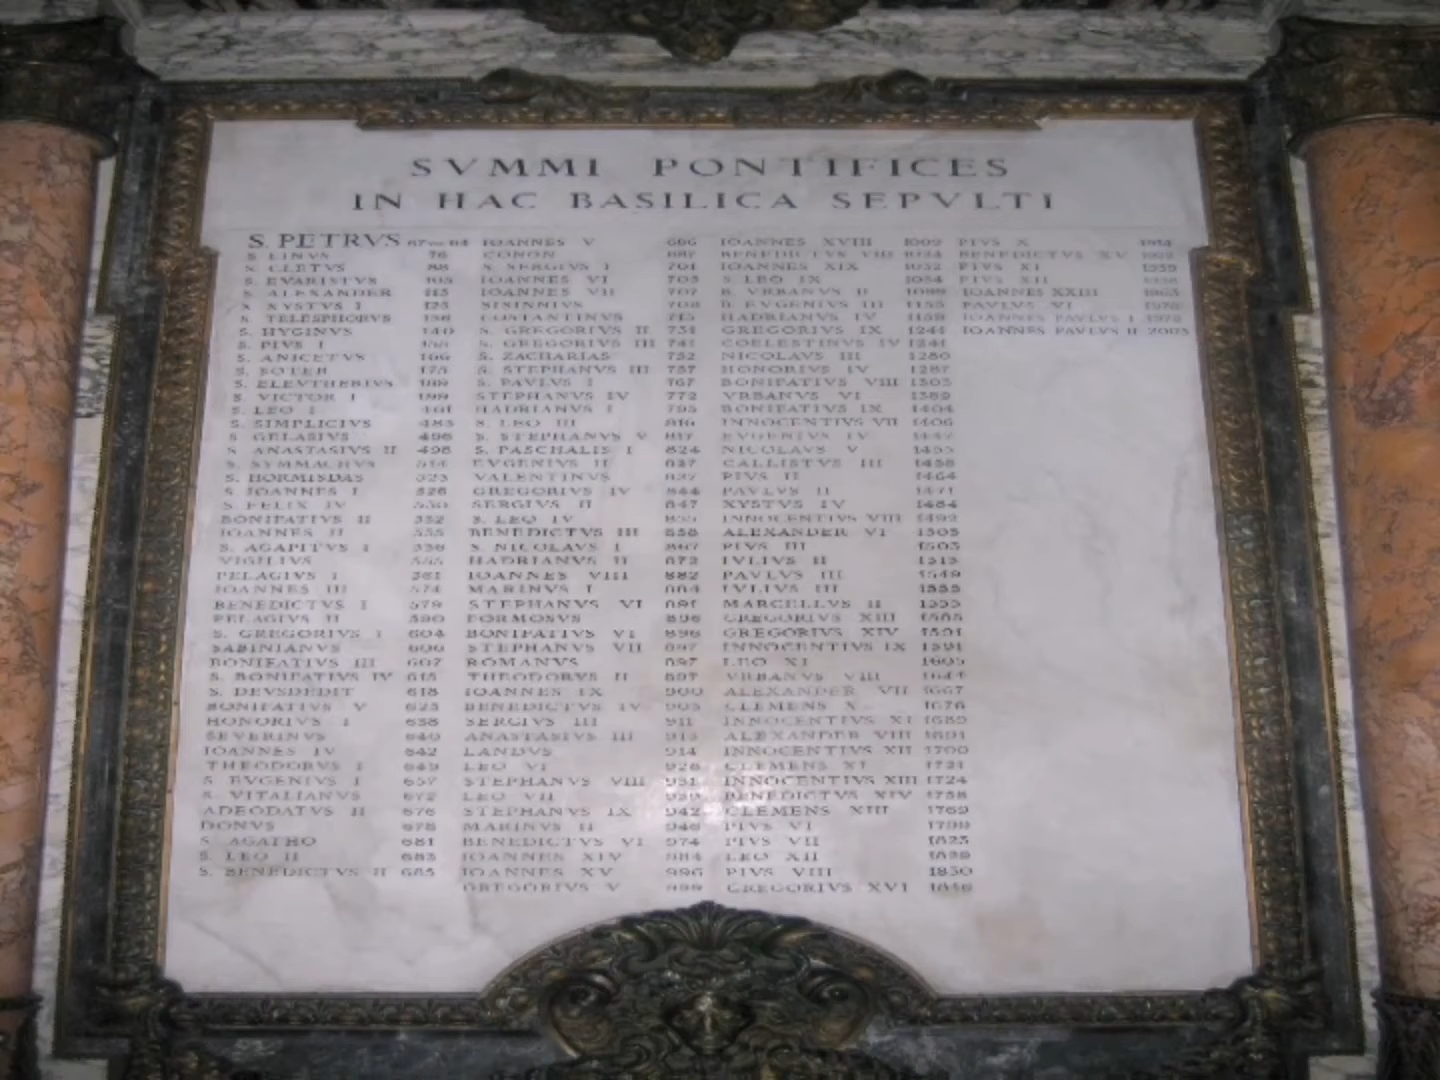 SVMMI PONTIFICES
IN HAC BASILICA SEPVLTI
S. PETRVS
S. LINVS 76
S. CLETVS 88
S. EVARISTVS 105
S. ALEXANDER 115
S. XYSTVS I 125
S. TELESPHORVS 136
S. HYGINVS 140
S. PIVS I 155
S. ANICETVS 166
S. SOTER 175
S. ELEVTHERIVS 189
S. VICTOR I 199
S. LEO I 461
S. SIMPLICIVS 483
S. GELASIVS 496
S. ANASTASIVS II 498
S. SYMMACHVS 514
S. HORMISDAS 523
S. IOANNES I 526
S. FELIX IV 530
BONIFATIVS II 532
IOANNES II 535
S. AGAPITVS I 536
VIGILIVS 555
PELAGIVS I 561
IOANNES III 574
BENEDICTVS I 579
PELAGIVS II 590
S. GREGORIVS I 604
SABINIANVS 606
BONIFATIVS III 607
S. BONIFATIVS IV 615
S. DEVSDEDIT 618
BONIFATIVS V 625
HONORIVS I 638
SEVERINVS 640
IOANNES IV 642
THEODORVS I 649
S. EVGENIVS I 657
S. VITALIANVS 672
ADEODATVS II 676
DONVS 678
S. AGATHO 681
S. LEO II 683
S. BENEDICTVS II 685
IOANNES V 686
CONON 687
S. SERGIVS I 701
IOANNES VI 705
IOANNES VII 707
SISINNIVS 708
COSTANTINVS 715
S. GREGORIVS II 731
S. GREGORIVS III 741
S. ZACHARIAS 752
S. STEPHANVS III 757
S. PAVLVS I 767
STEPHANVS IV 772
HADRIANVS I 795
S. LEO III 816
S. STEPHANVS V 817
S. PASCHALIS I 824
EVGENIVS II 827
VALENTINVS 827
GREGORIVS IV 844
SERGIVS II 847
S. LEO IV 855
BENEDICTVS III 858
S. NICOLAVS I 867
HADRIANVS II 872
IOANNES VIII 882
MARINVS I 884
STEPHANVS VI 891
FORMOSVS 896
BONIFATIVS VI 896
STEPHANVS VII 897
ROMANVS 897
THEODORVS II 897
IOANNES IX 900
BENEDICTVS IV 903
SERGIVS III 911
ANASTASIVS III 913
LANDVS 914
LEO VI 928
STEPHANVS VIII 931
LEO VII 939
STEPHANVS IX 942
MARINVS II 946
BENEDICTVS VI 974
IOANNES XIV 984
IOANNES XV 996
GREGORIVS V 999
IOANNES XVIII 1009
BENEDICTVS VIII 1024
IOANNES XIX 1032
S. LEO IX 1054
B. VRBANVS II 1099
B. EVGENIVS III 1153
HADRIANVS IV 1159
GREGORIVS IX 1241
COELESTINVS IV 1241
NICOLAVS III 1280
HONORIVS IV 1287
BONIFATIVS VIII 1303
VRBANVS VI 1389
BONIFATIVS IX 1404
INNOCENTIVS VII 1406
EVGENIVS IV 1447
NICOLAVS V 1455
CALLISTVS III 1458
PIVS II 1464
PAVLVS II 1471
XYSTVS IV 1484
INNOCENTIVS VIII 1492
ALEXANDER VI 1503
PIVS III 1503
IVLIVS II 1513
PAVLVS III 1549
IVLIVS III 1555
MARCELLVS II 1555
GREGORIVS XIII 1585
GREGORIVS XIV 1591
INNOCENTIVS IX 1591
LEO XI 1605
VRBANVS VIII 1644
ALEXANDER VII 1667
CLEMENS X 1676
INNOCENTIVS XI 1689
ALEXANDER VIII 1691
INNOCENTIVS XII 1700
CLEMENS XI 1721
INNOCENTIVS XIII 1724
BENEDICTVS XIV 1758
CLEMENS XIII 1769
PIVS VI 1799
PIVS VII 1823
LEO XII 1829
PIVS VIII 1830
GREGORIVS XVI 1846
PIVS X 1914
BENEDICTVS XV 1922
PIVS XI 1939
PIVS XII 1958
IOANNES XXIII 1963
PAVLVS VI 1978
IOANNES PAVLVS I 1978
IOANNES PAVLVS II 2005